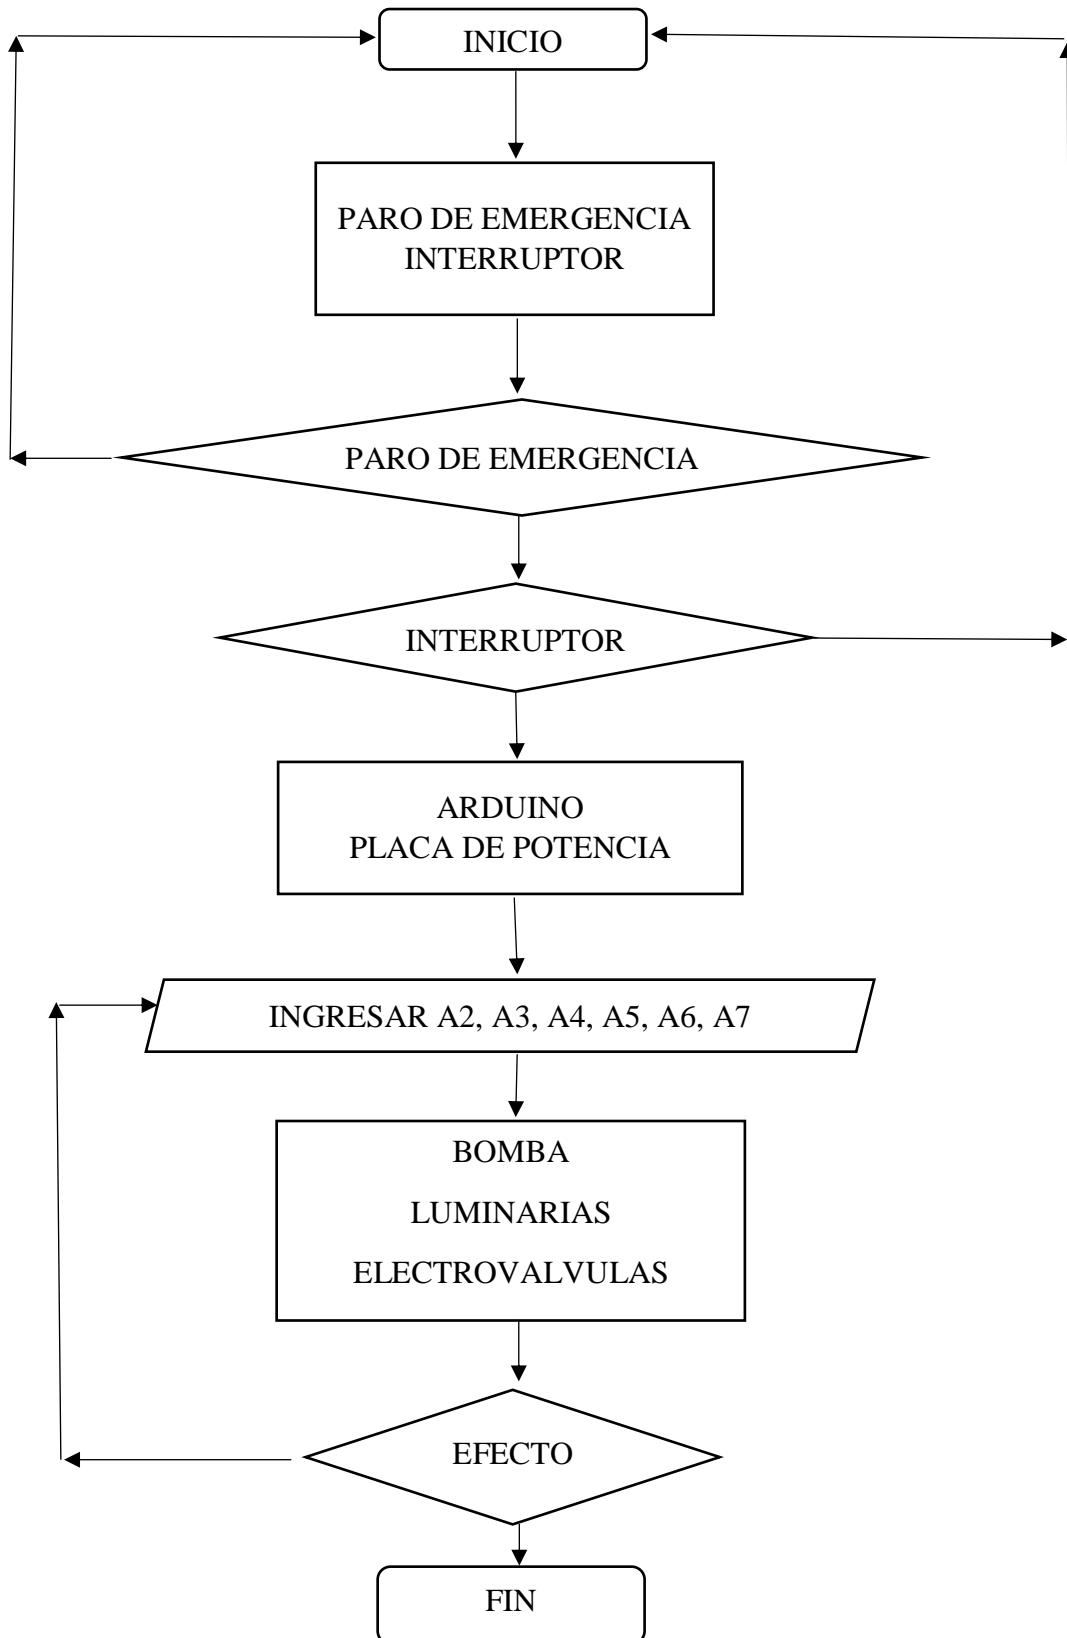 INICIO
PARO DE EMERGENCIA
INTERRUPTOR
PARO DE EMERGENCIA
INTERRUPTOR
ARDUINO
PLACA DE POTENCIA
INGRESAR A2, A3, A4, A5, A6, A7
BOMBA
LUMINARIAS
ELECTROVALVULAS
EFECTO
FIN